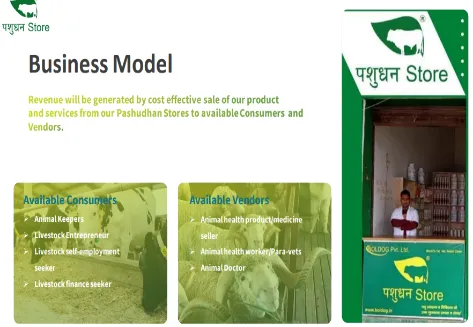 पशुधन Store
Business Model
Revenue will be generated by cost effective sale of our product
and services from our Pashudhan Stores to available Consumers and
Vendors.
Available Consumers
Animal Keepers
Livestock Entrepreneur
Livestock self-employment
seeker
Livestock finance seeker
Available Vendors
Animal health product/medicine
seller
Animal health worker/Para-vets
Animal Doctor
®
पशुधन Store
Pvt. Ltd.
पशुधन Store